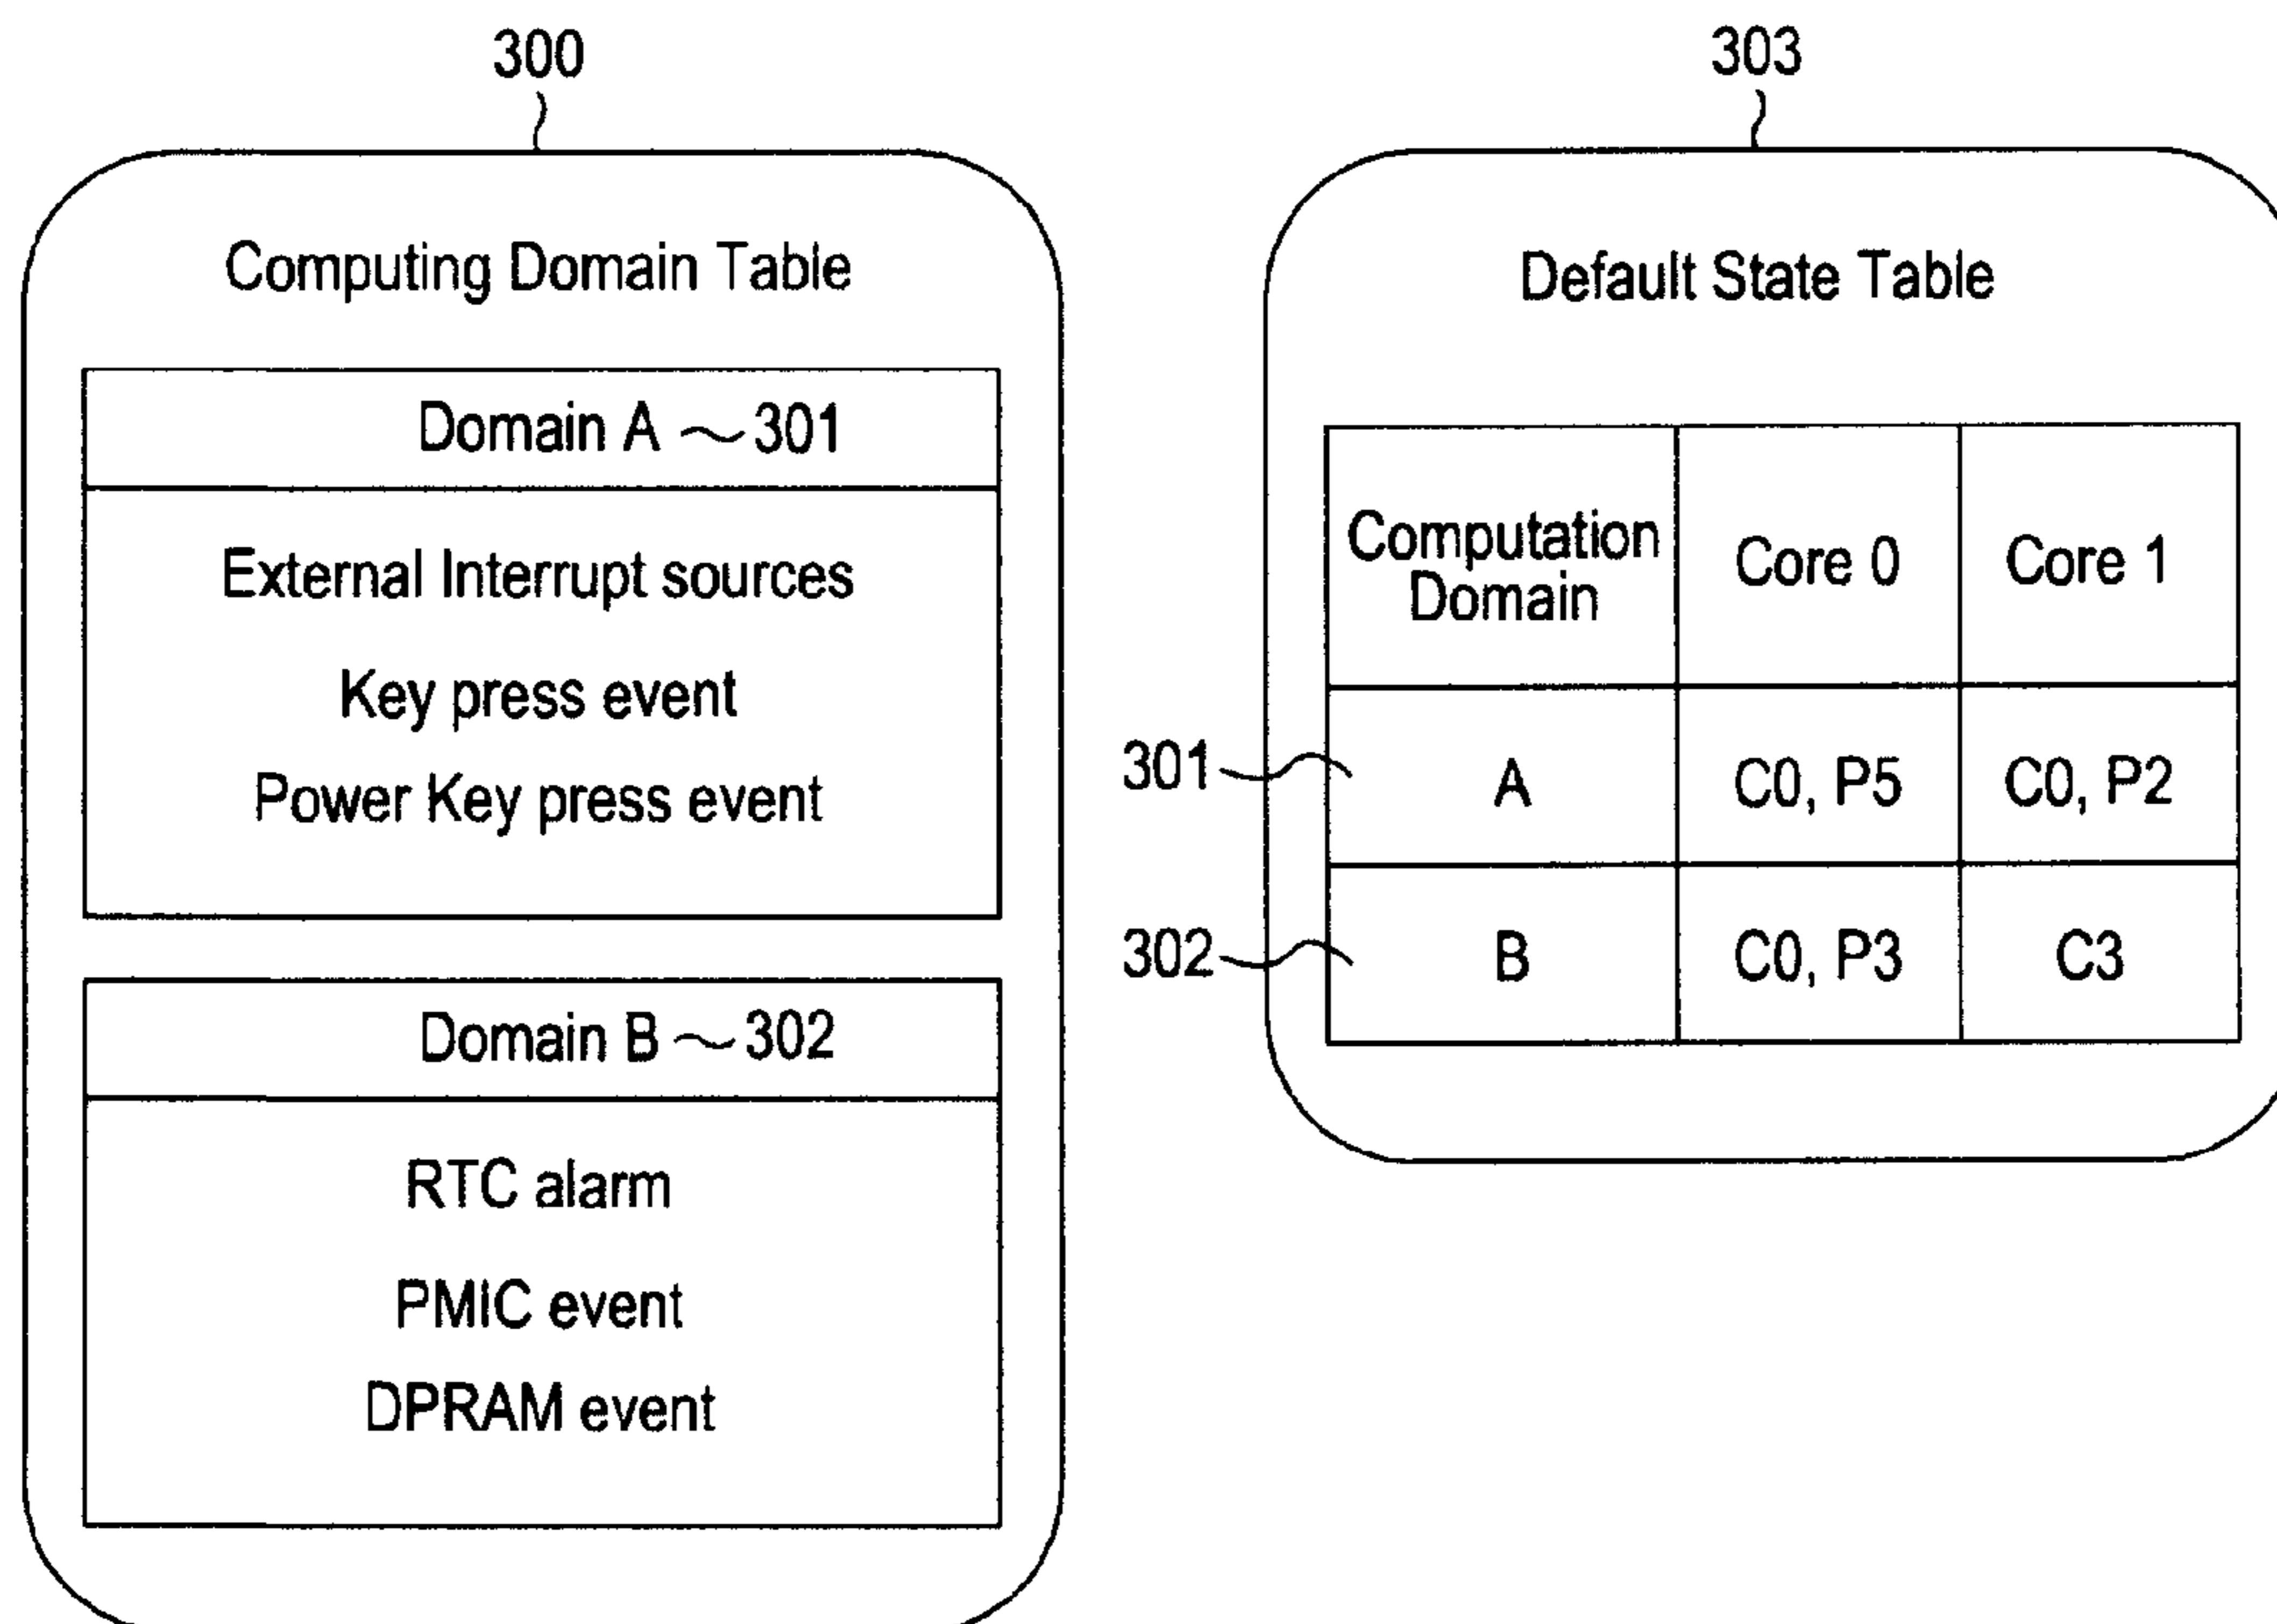 300
Computing Domain Table
Domain A ~301
External Interrupt sources
Key press event
Power Key press event
Domain B ~302
RTC alarm
PMIC event
DPRAM event
303
Default State Table
Computation
Domain
Core 0
Core 1
301
A
C0, P5
C0, P2
302
B
C0, P3
C3